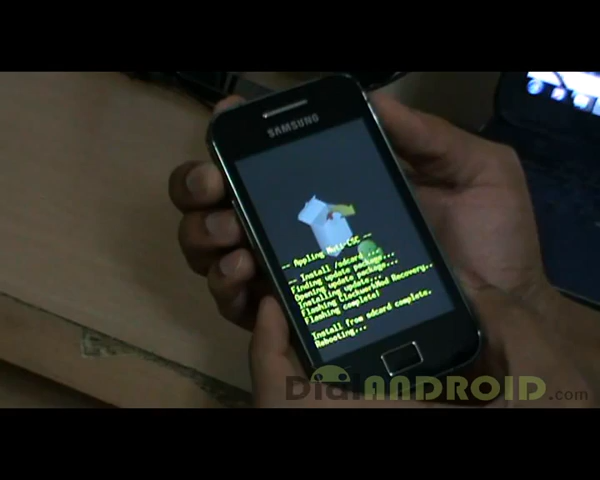 SAMSUNG
-- Appling Muti-CSC --
-- Install /sdcard ...
Finding update package...
Opening update package...
Installing update...
Flashing ClockworkMod Recovery..
Flashing complete!
Install from sdcard complete.
Rebooting...
DialANDROID.com